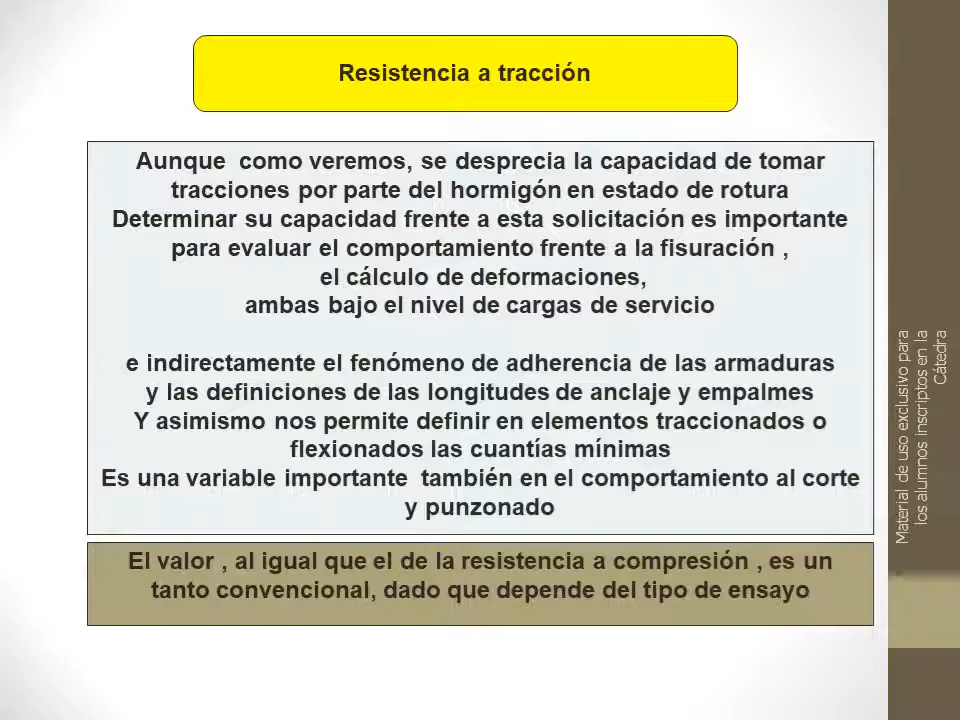 Resistencia a tracción
Aunque como veremos, se desprecia la capacidad de tomar
tracciones por parte del hormigón en estado de rotura
Determinar su capacidad frente a esta solicitación es importante
para evaluar el comportamiento frente a la fisuración ,
el cálculo de deformaciones,
ambas bajo el nivel de cargas de servicio
e indirectamente el fenómeno de adherencia de las armaduras
y las definiciones de las longitudes de anclaje y empalmes
Y asimismo nos permite definir en elementos traccionados o
flexionados las cuantías mínimas
Es una variable importante también en el comportamiento al corte
y punzonado
El valor , al igual que el de la resistencia a compresión , es un
tanto convencional, dado que depende del tipo de ensayo
Material de uso exclusivo para
los alumnos inscriptos en la
Cátedra